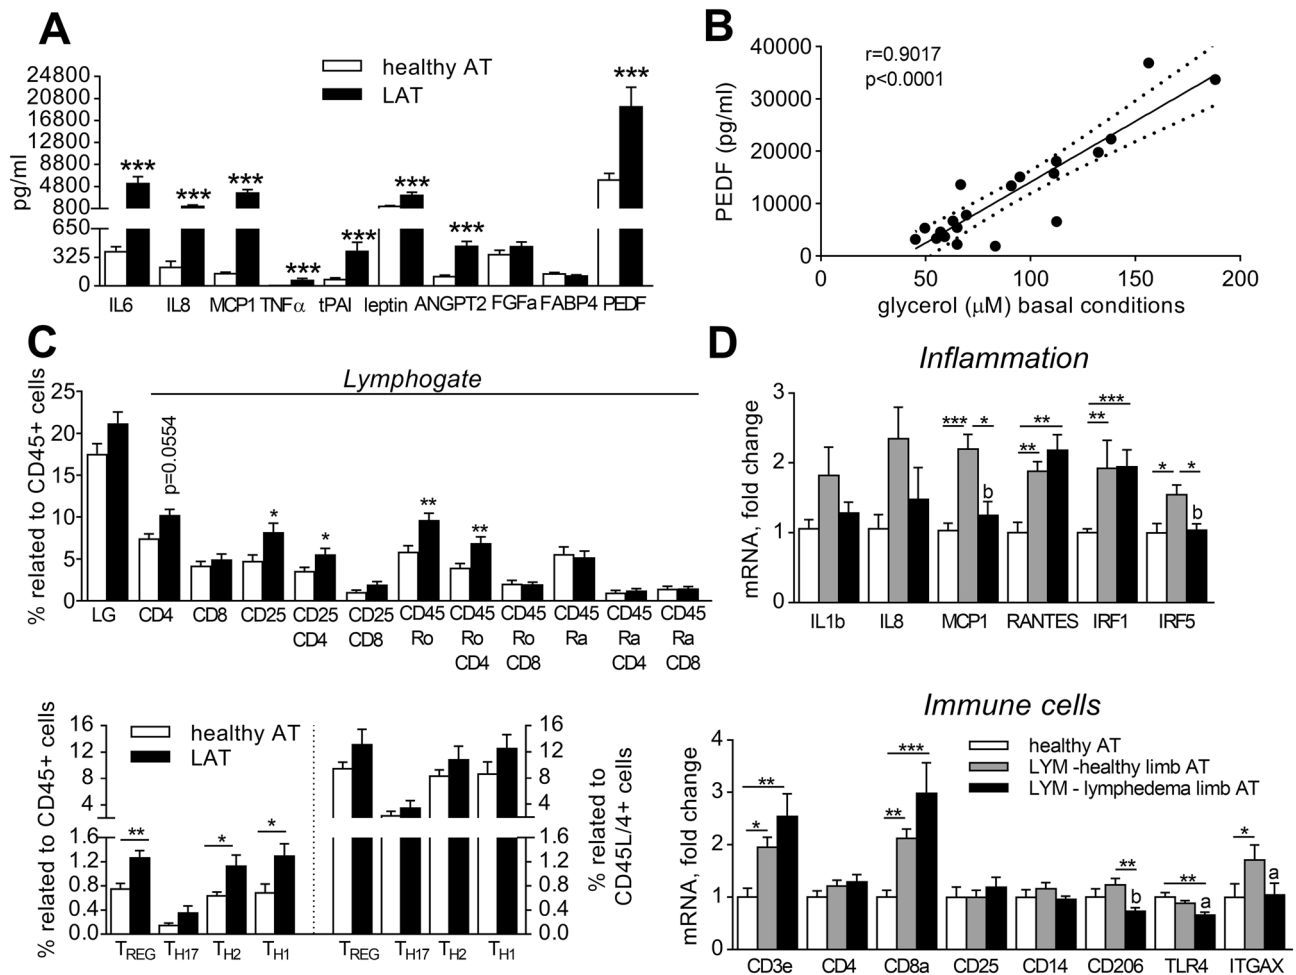 A
healthy AT
LAT
pg/ml
24800
20800
16800
12800
8800
4800
800
650
325
0
***
***
***
***
***
***
***
***
IL6
IL8
MCP1
TNFα
tPAI
leptin
ANGPT2
FGFa
FABP4
PEDF
B
r=0.9017
p<0.0001
PEDF (pg/ml)
40000
30000
20000
10000
0
0
50
100
150
200
glycerol (μM) basal conditions
C
Lymphogate
% related to CD45+ cells
25
20
15
10
5
0
p=0.0554
*
*
**
**
LG
CD4
CD8
CD25
CD25 CD4
CD25 CD8
CD45 Ro
CD45 Ro CD4
CD45 Ro CD8
CD45 Ra
CD45 Ra CD4
CD45 Ra CD8
healthy AT
LAT
% related to CD45+ cells
16
12
8
4
1.6
1.2
0.8
0.4
0.0
**
*
*
TREG
TH17
TH2
TH1
TREG
TH17
TH2
TH1
16
12
8
4
1.6
1.2
0.8
0.4
0.0
% related to
CD45L/4+ cells
D
Inflammation
mRNA, fold change
3
2
1
0
***
*
b
**
**
**
***
*
*
b
IL1b
IL8
MCP1
RANTES
IRF1
IRF5
Immune cells
healthy AT
LYM -healthy limb AT
LYM - lymphedema limb AT
mRNA, fold change
4
3
2
1
0
**
*
***
**
**
b
**
a
*
a
CD3e
CD4
CD8a
CD25
CD14
CD206
TLR4
ITGAX